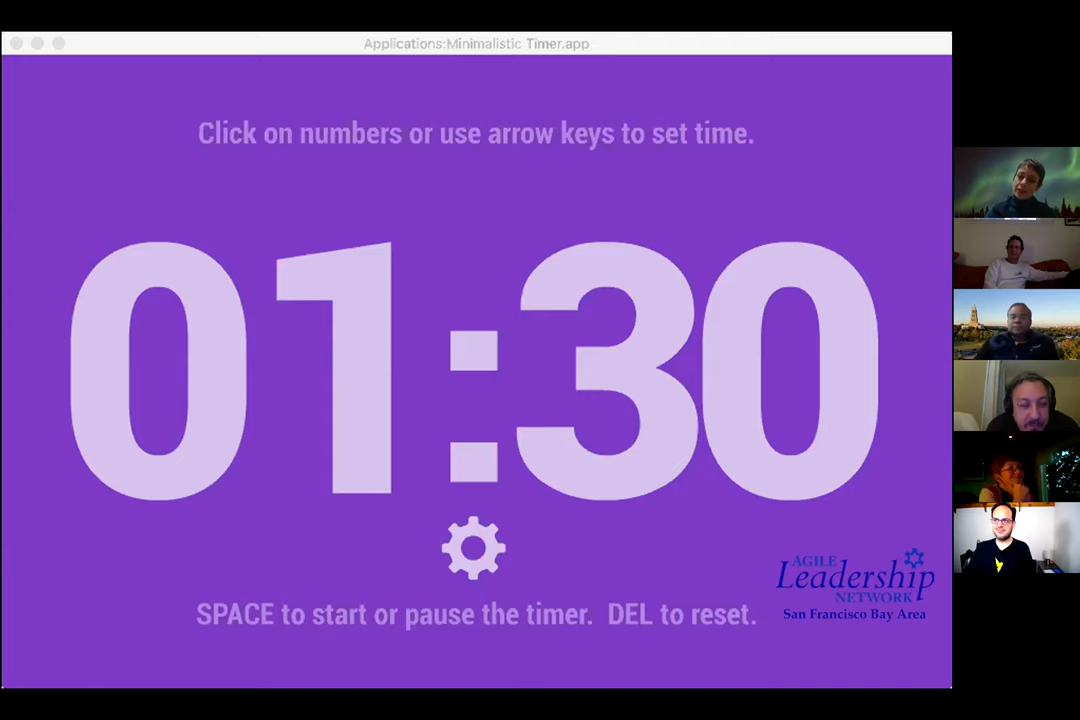 Applications:Minimalistic Timer.app
Click on numbers or use arrow keys to set time.
01:30
SPACE to start or pause the timer.  DEL to reset.
AGILE
Leadership
NETWORK
San Francisco Bay Area